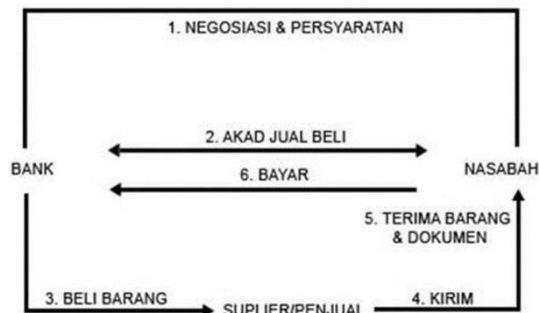 1. NEGOSIASI & PERSYARATAN
2. AKAD JUAL BELI
BANK
NASABAH
6. BAYAR
5. TERIMA BARANG
& DOKUMEN
3. BELI BARANG
4. KIRIM
SUPLIER/PENJUAL